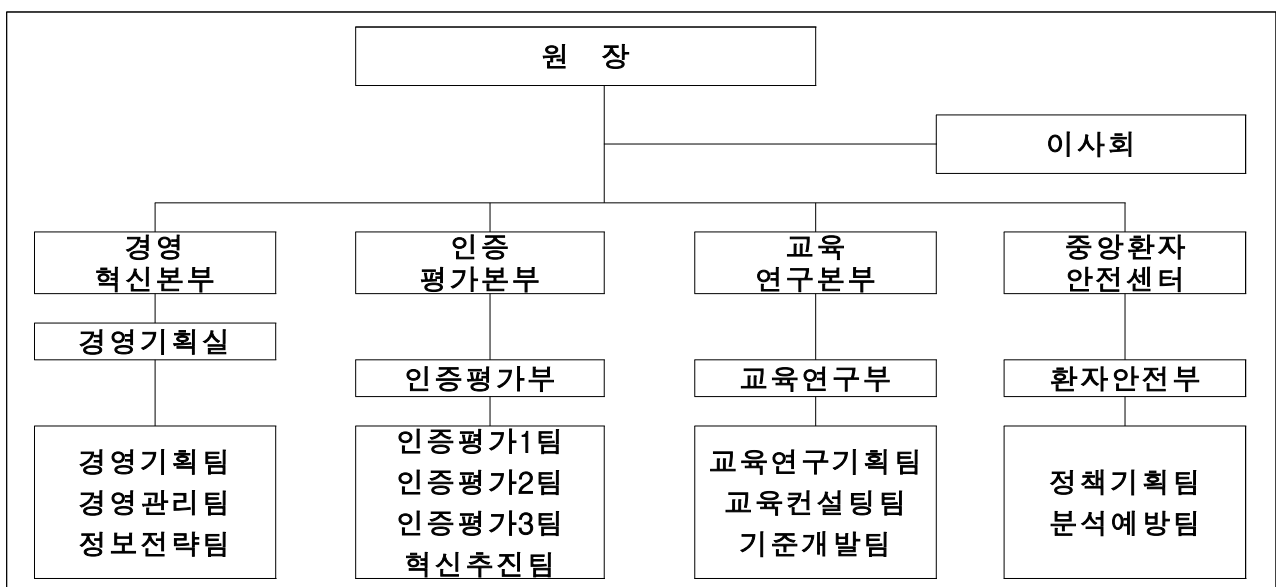 원 장
이사회
경영
혁신본부
인증
평가본부
교육
연구본부
중앙환자
안전센터
경영기획실
인증평가부
교육연구부
환자안전부
경영기획팀
경영관리팀
정보전략팀
인증평가1팀
인증평가2팀
인증평가3팀
혁신추진팀
교육연구기획팀
교육컨설팅팀
기준개발팀
정책기획팀
분석예방팀